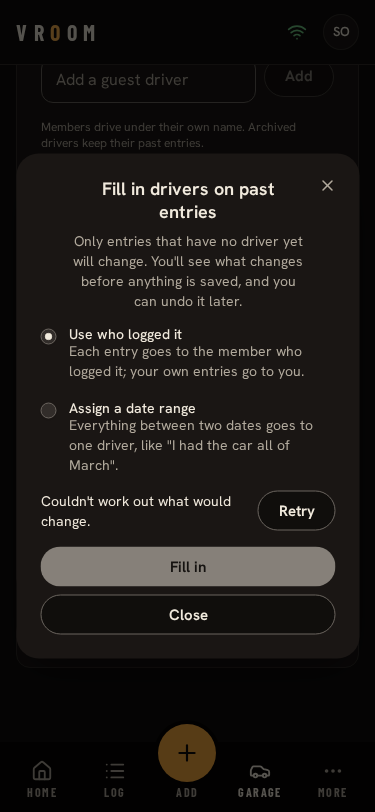 VROOM
SO
Add a guest driver
Add
Members drive under their own name. Archived
drivers keep their past entries.
Fill in drivers on past
entries
Only entries that have no driver yet
will change. You'll see what changes
before anything is saved, and you
can undo it later.
Use who logged it
Each entry goes to the member who
logged it; your own entries go to you.
Assign a date range
Everything between two dates goes to
one driver, like "I had the car all of
March".
Couldn't work out what would
change.
Retry
Fill in
Close
HOME
LOG
ADD
GARAGE
MORE